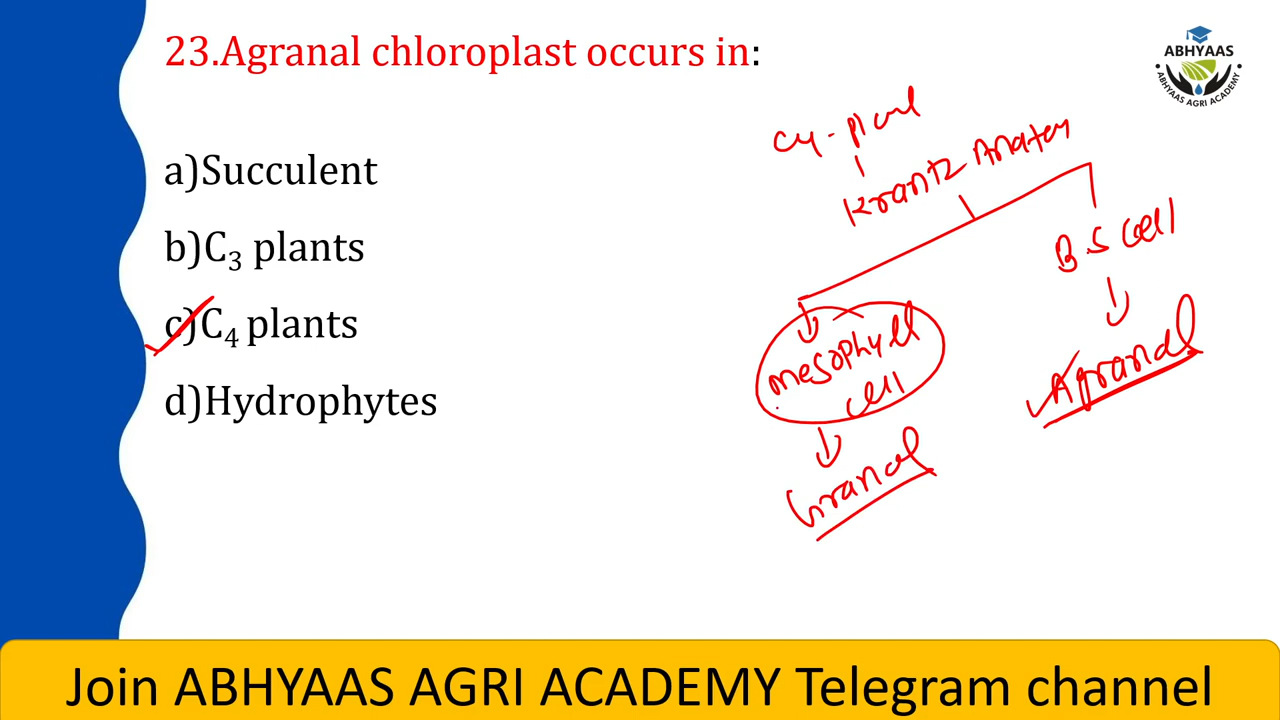 23.Agranal chloroplast occurs in:
ABHYAAS
ABHYAAS AGRI ACADEMY
a)Succulent
b)C₃ plants
c)C₄ plants
d)Hydrophytes
C4 - plant
Krantz Anatomy
B.S Cell
mesophyll
cell
Agranal
Granal
Join ABHYAAS AGRI ACADEMY Telegram channel